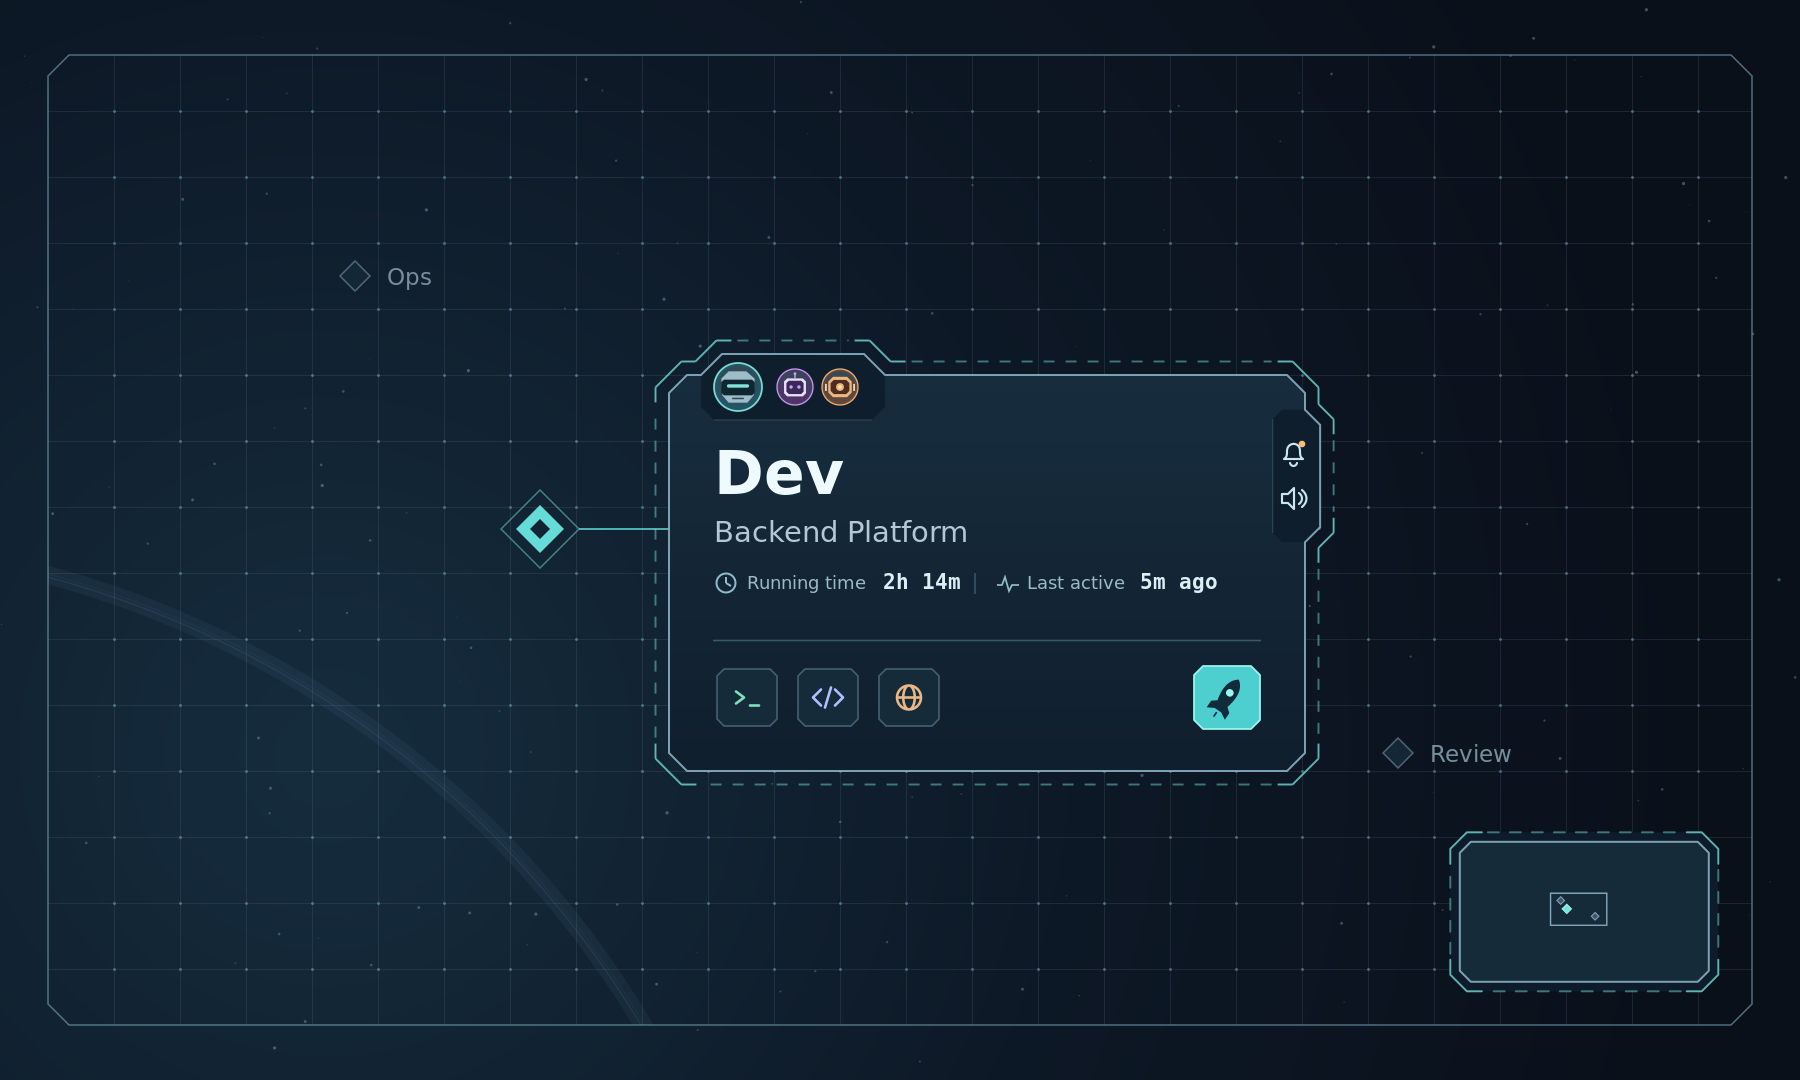 Ops
Dev
Backend Platform
Running time 2h 14m | Last active 5m ago
Review